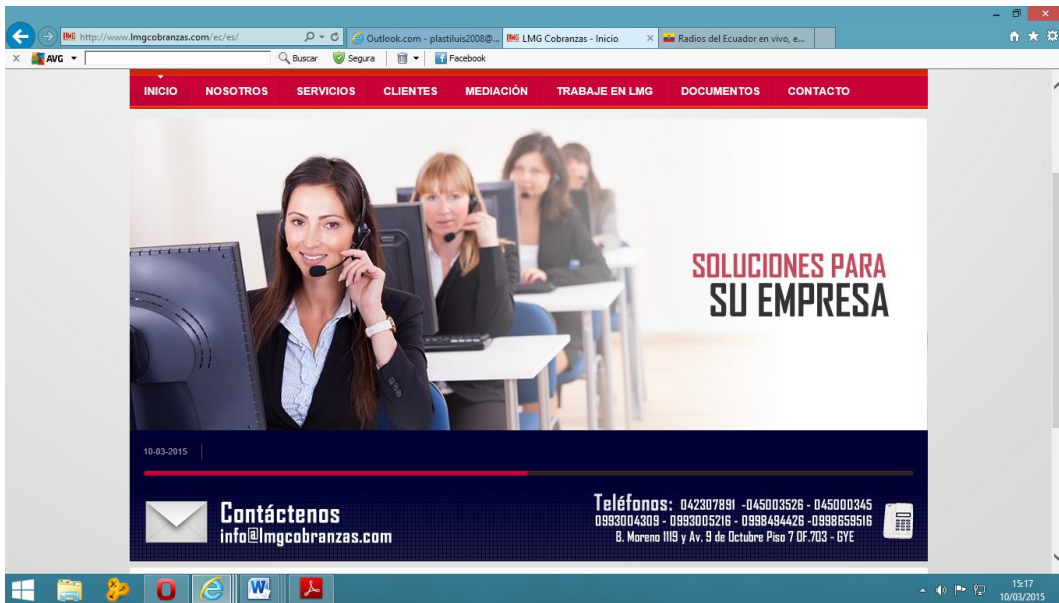 http://www.lmgcobranzas.com/ec/es/
Outlook.com - plastiluis2008@...
LMG LMG Cobranzas - Inicio
Radios del Ecuador en vivo, e...
X AVG
Buscar
Segura
Facebook
INICIO NOSOTROS SERVICIOS CLIENTES MEDIACIÓN TRABAJE EN LMG DOCUMENTOS CONTACTO
SOLUCIONES PARA
SU EMPRESA
10-03-2015
Contáctenos
info@lmgcobranzas.com
Teléfonos: 042307891 -045003526 - 045000345
0993004309 - 0993005216 - 0998494426 -0998659516
B. Moreno 1119 y Av. 9 de Octubre Piso 7 OF.703 - GYE
15:17
10/03/2015